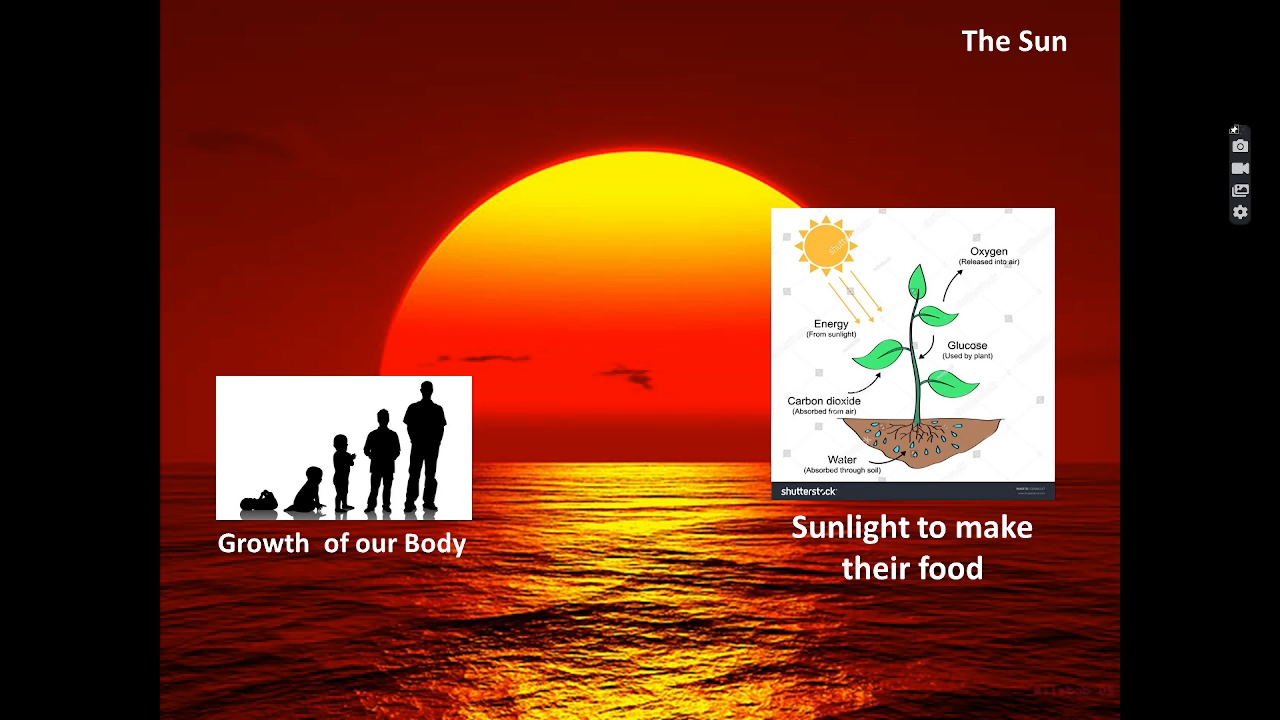 The Sun
Oxygen
(Released into air)
Energy
(From sunlight)
Glucose
(Used by plant)
Carbon dioxide
(Absorbed from air)
Water
(Absorbed through soil)
shutterstock
Growth of our Body
Sunlight to make
their food